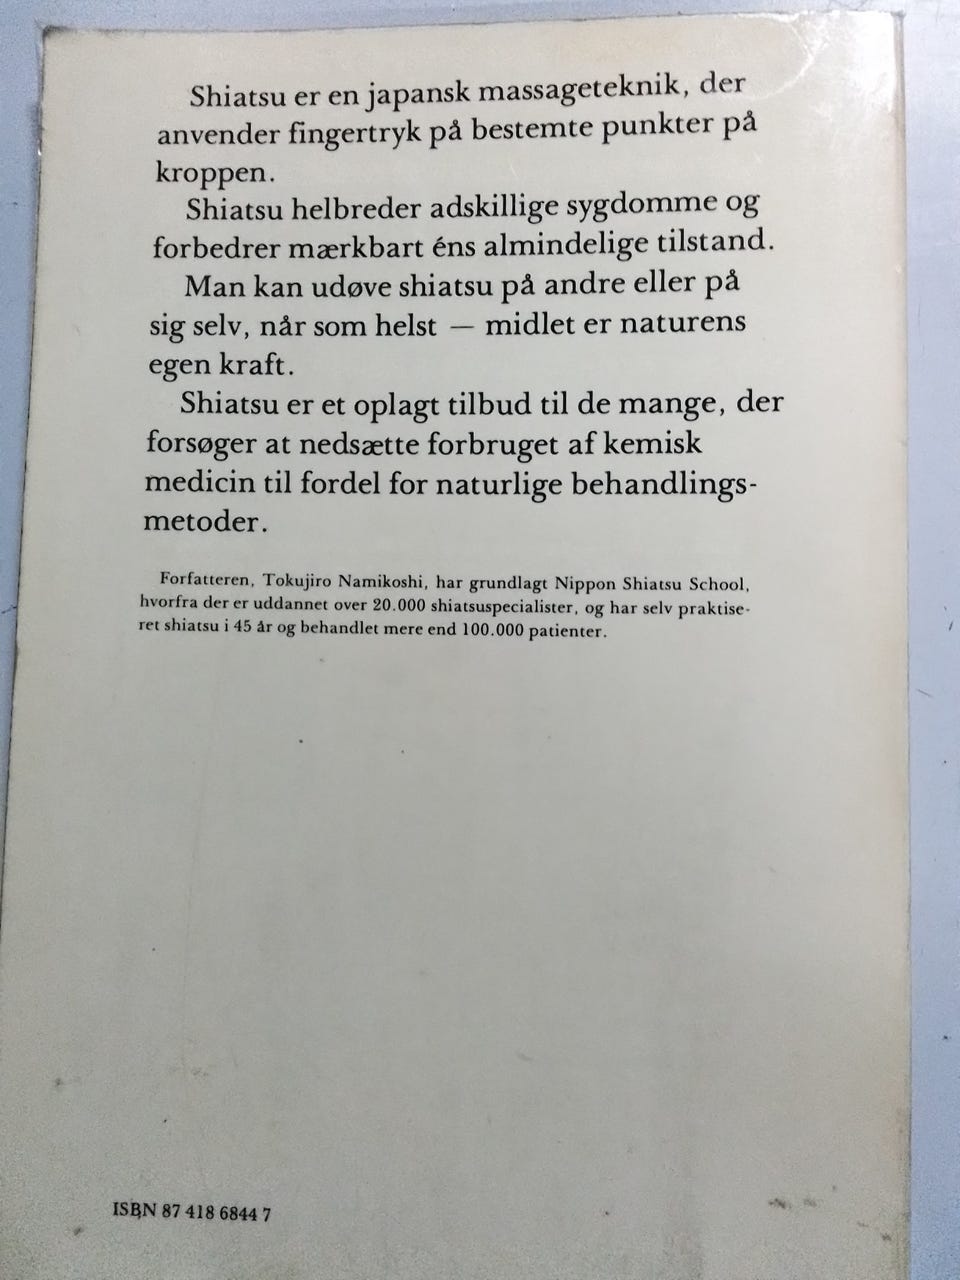 Shiatsu er en japansk massageteknik, der
anvender fingertryk på bestemte punkter på
kroppen.
Shiatsu helbreder adskillige sygdomme og
forbedrer mærkbart éns almindelige tilstand.
Man kan udøve shiatsu på andre eller på
sig selv, når som helst — midlet er naturens
egen kraft.
Shiatsu er et oplagt tilbud til de mange, der
forsøger at nedsætte forbruget af kemisk
medicin til fordel for naturlige behandlings-
metoder.
Forfatteren, Tokujiro Namikoshi, har grundlagt Nippon Shiatsu School,
hvorfra der er uddannet over 20.000 shiatsuspecialister, og har selv praktise-
ret shiatsu i 45 år og behandlet mere end 100.000 patienter.
ISBN 87 418 6844 7